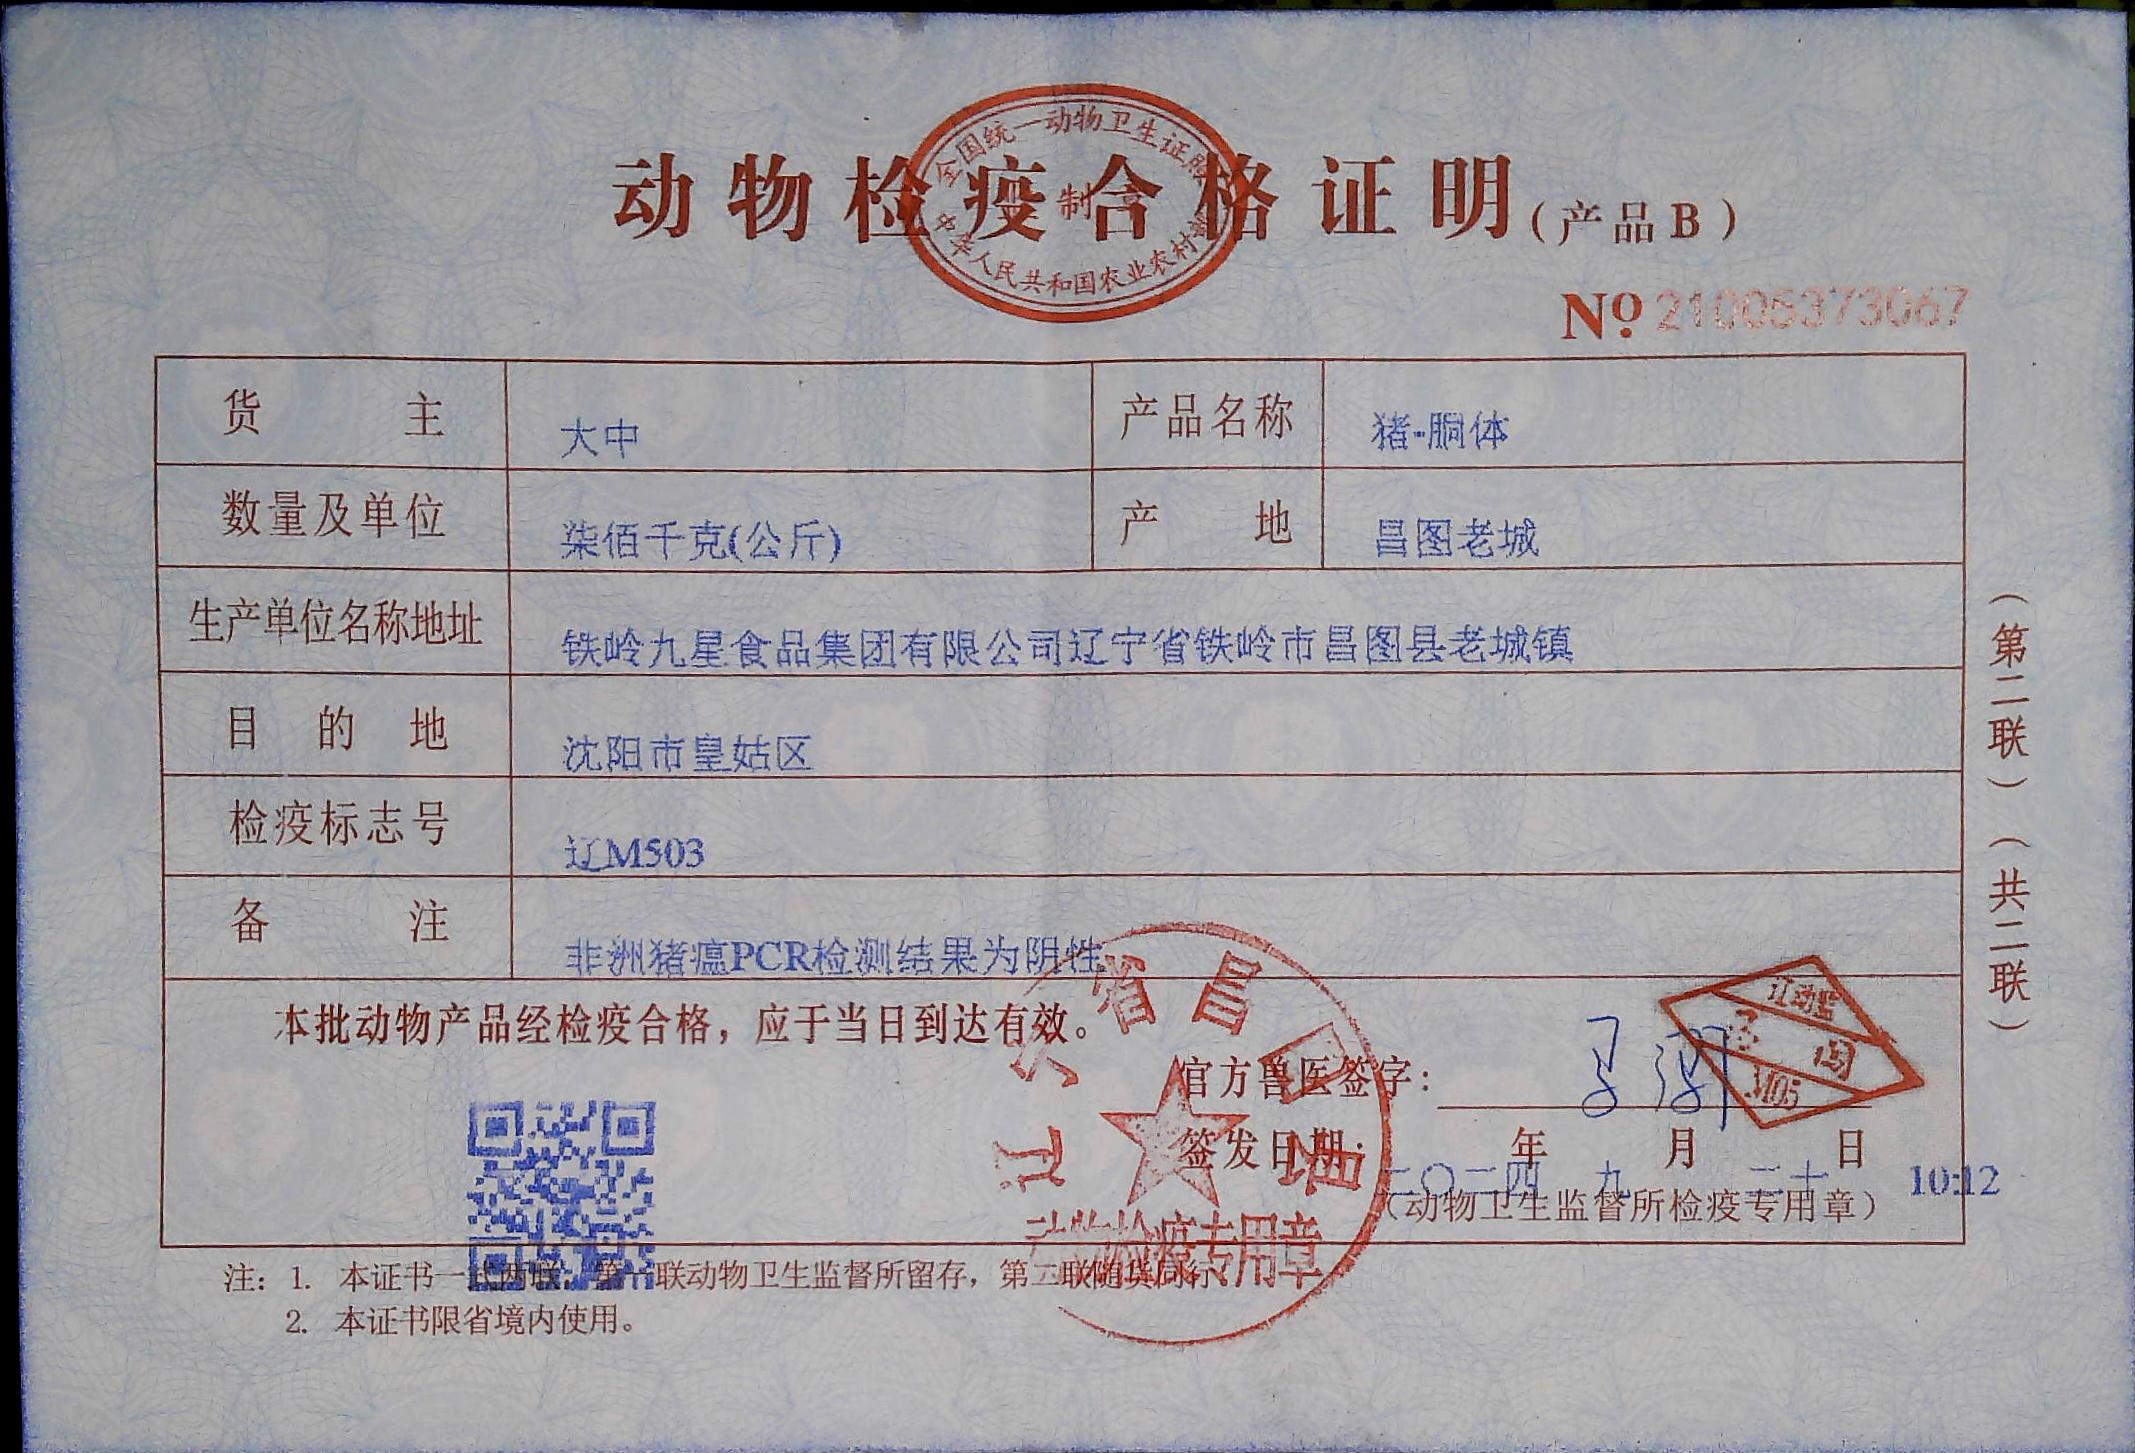 动物检疫合格证明(产品B)
全国统一动物卫生证
制
中华人民共和国农业农村部
№ 21005373067
货主 大中 产品名称 猪-胴体
数量及单位 柒佰千克(公斤) 产地 昌图老城
生产单位名称地址 铁岭九星食品集团有限公司辽宁省铁岭市昌图县老城镇
目的地 沈阳市皇姑区
检疫标志号 辽M503
备注 非洲猪瘟PCR检测结果为阴性
本批动物产品经检疫合格，应于当日到达有效。
官方兽医签字:
辽动监
M05
签发日期: 二〇二四年 九月 二十日 10:12
(动物卫生监督所检疫专用章)
省昌
动物检疫专用章
注: 1. 本证书一式两联，第一联动物卫生监督所留存，第二联随货同行
2. 本证书限省境内使用。
(第二联)
(共二联)